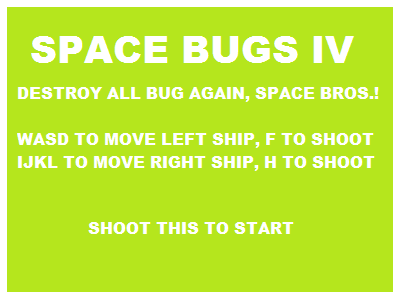 SPACE BUGS IV
DESTROY ALL BUG AGAIN, SPACE BROS.!
WASD TO MOVE LEFT SHIP, F TO SHOOT
IJKL TO MOVE RIGHT SHIP, H TO SHOOT
SHOOT THIS TO START